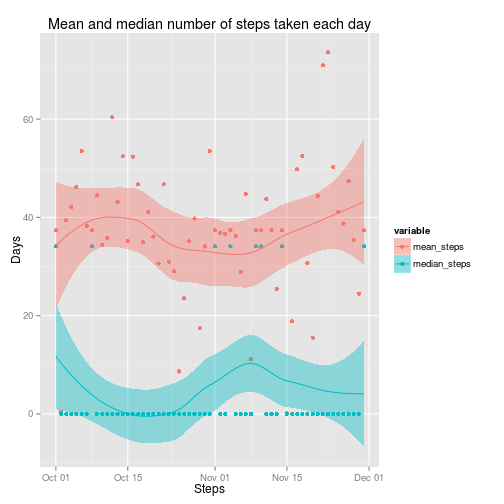 Mean and median number of steps taken each day
60
40
20
0
Days
Oct 01
Oct 15
Nov 01
Nov 15
Dec 01
Steps
variable
mean_steps
median_steps